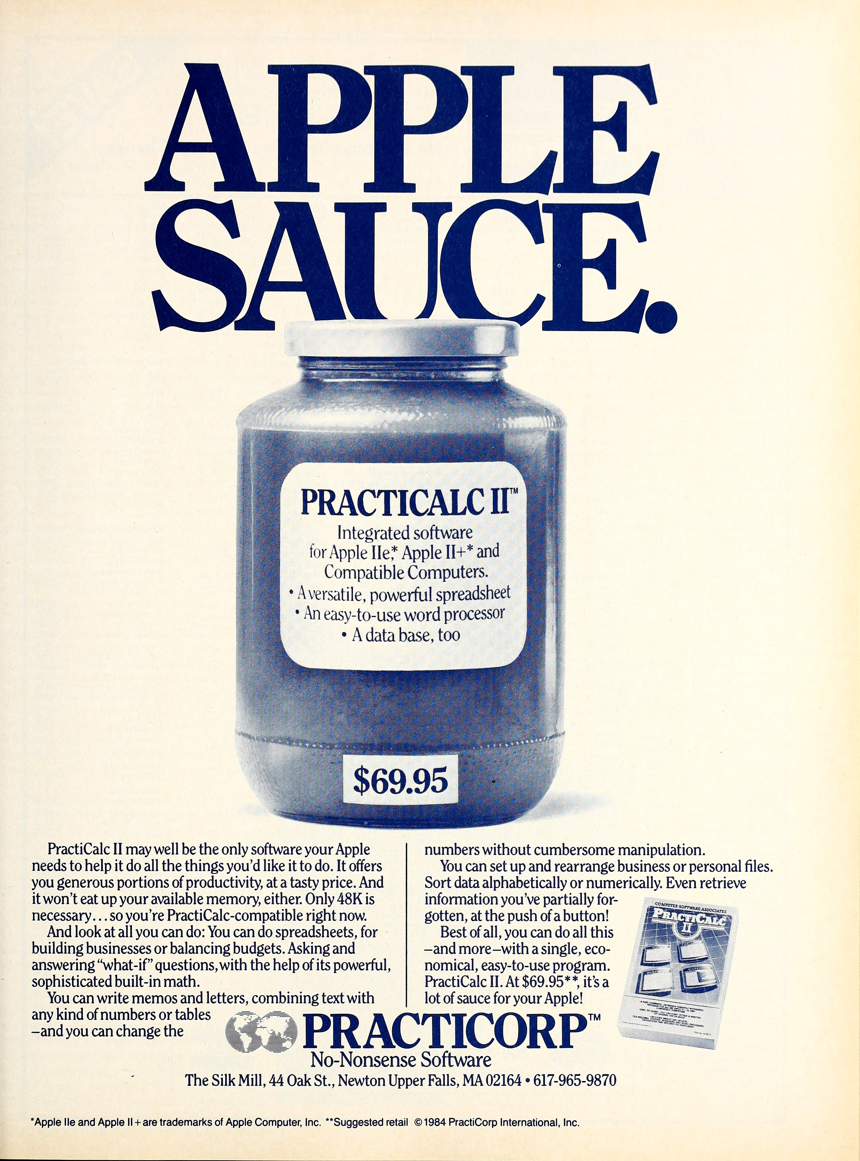 APPLE
SAUCE.
PRACTICALC II™
Integrated software
for Apple IIe,* Apple II+* and
Compatible Computers.
• A versatile, powerful spreadsheet
• An easy-to-use word processor
• A data base, too
$69.95
PractiCalc II may well be the only software your Apple
needs to help it do all the things you'd like it to do. It offers
you generous portions of productivity, at a tasty price. And
it won't eat up your available memory, either. Only 48K is
necessary...so you're PractiCalc-compatible right now.
And look at all you can do: You can do spreadsheets, for
building businesses or balancing budgets. Asking and
answering "what-if" questions, with the help of its powerful,
sophisticated built-in math.
You can write memos and letters, combining text with
any kind of numbers or tables
–and you can change the
numbers without cumbersome manipulation.
You can set up and rearrange business or personal files.
Sort data alphabetically or numerically. Even retrieve
information you've partially for-
gotten, at the push of a button!
Best of all, you can do all this
–and more–with a single, eco-
nomical, easy-to-use program.
PractiCalc II. At $69.95**, it's a
lot of sauce for your Apple!
COMPUTER SOFTWARE ASSOCIATES
PRACTICALC
II
PRACTICORP™
No-Nonsense Software
The Silk Mill, 44 Oak St., Newton Upper Falls, MA 02164 • 617-965-9870
*Apple IIe and Apple II+ are trademarks of Apple Computer, Inc. **Suggested retail ©1984 PractiCorp International, Inc.